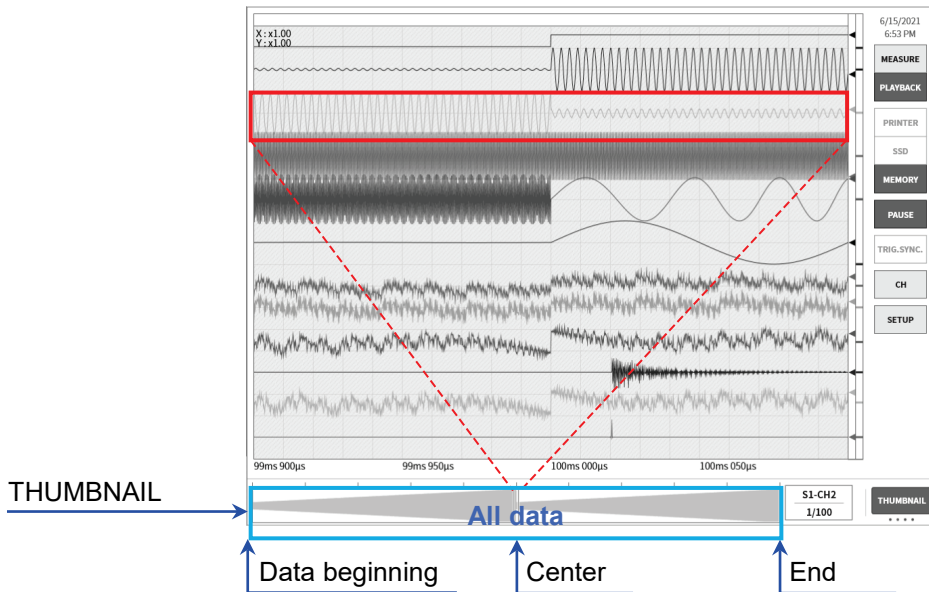 X : x1.00
Y : x1.00
6/15/2021
6:53 PM
MEASURE
PLAYBACK
PRINTER
SSD
MEMORY
PAUSE
TRIG.SYNC.
CH
SETUP
99ms 900μs
99ms 950μs
100ms 000μs
100ms 050μs
THUMBNAIL
All data
S1-CH2
1/100
THUMBNAIL
Data beginning
Center
End